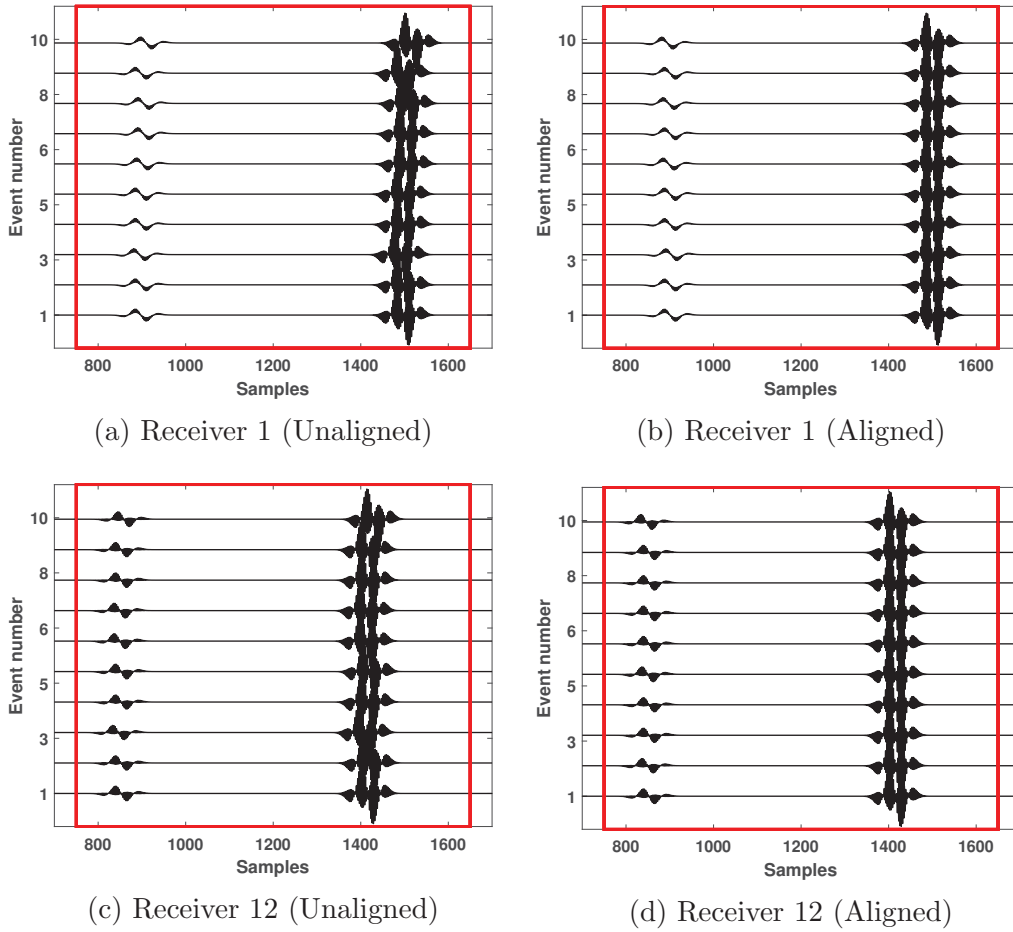 10
8
6
5
3
1
Event number
800 1000 1200 1400 1600
Samples
(a) Receiver 1 (Unaligned)
10
8
6
5
3
1
Event number
800 1000 1200 1400 1600
Samples
(b) Receiver 1 (Aligned)
10
8
6
5
3
1
Event number
800 1000 1200 1400 1600
Samples
(c) Receiver 12 (Unaligned)
10
8
6
5
3
1
Event number
800 1000 1200 1400 1600
Samples
(d) Receiver 12 (Aligned)